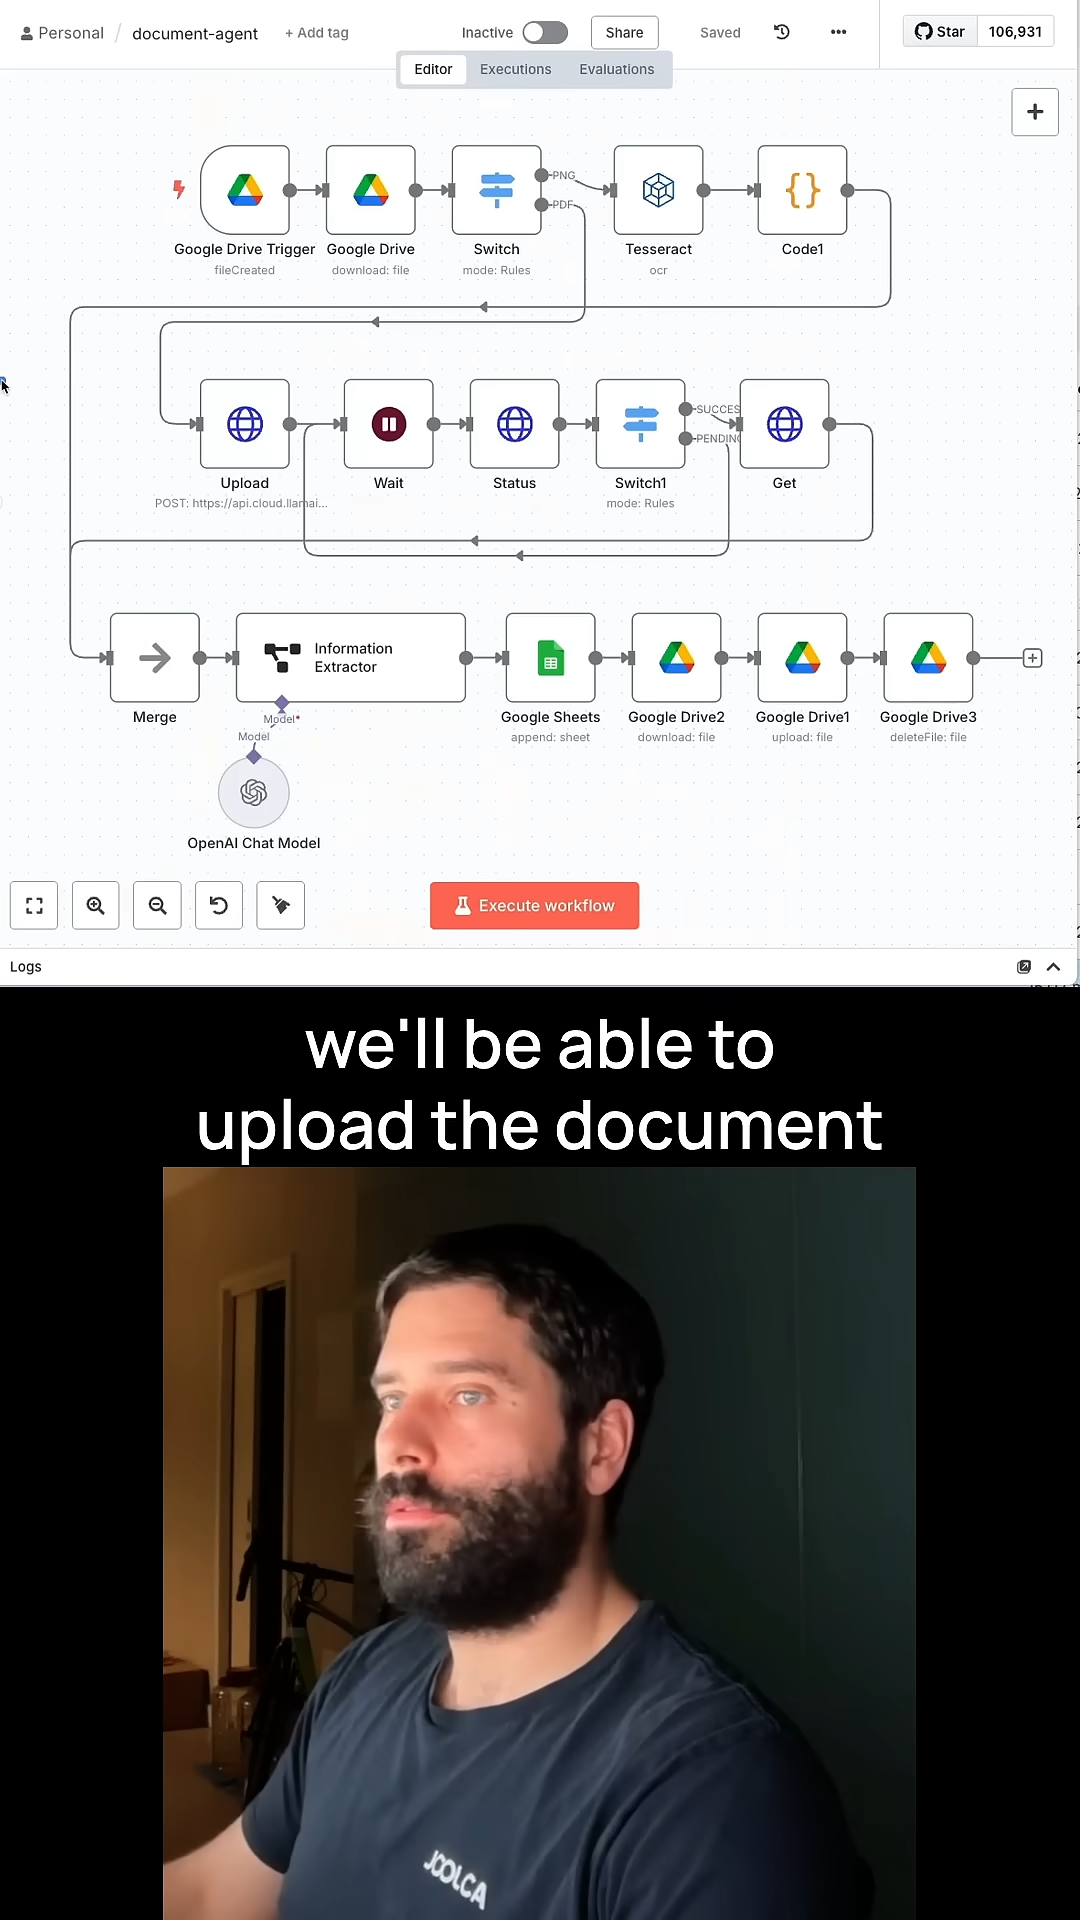 Personal / document-agent + Add tag Inactive Share Saved Star 106,931
Editor Executions Evaluations
PNG
PDF
Google Drive Trigger Google Drive Switch Tesseract Code1
fileCreated download: file mode: Rules ocr
SUCCES
PENDING
Upload Wait Status Switch1 Get
POST: https://api.cloud.llamai... mode: Rules
Information
Extractor
Merge Google Sheets Google Drive2 Google Drive1 Google Drive3
Model*
append: sheet download: file upload: file deleteFile: file
Model
OpenAI Chat Model
Execute workflow
Logs
we'll be able to
upload the document
JOOLCA